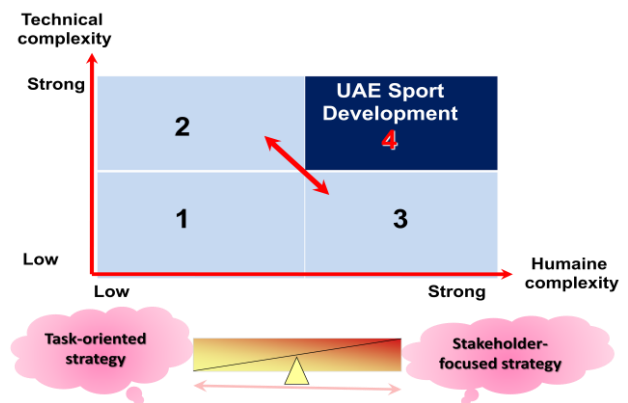 Technical
complexity
Strong
UAE Sport
Development
2
4
1
3
Low
Humaine
complexity
Low
Strong
Task-oriented
strategy
Stakeholder-
focused strategy